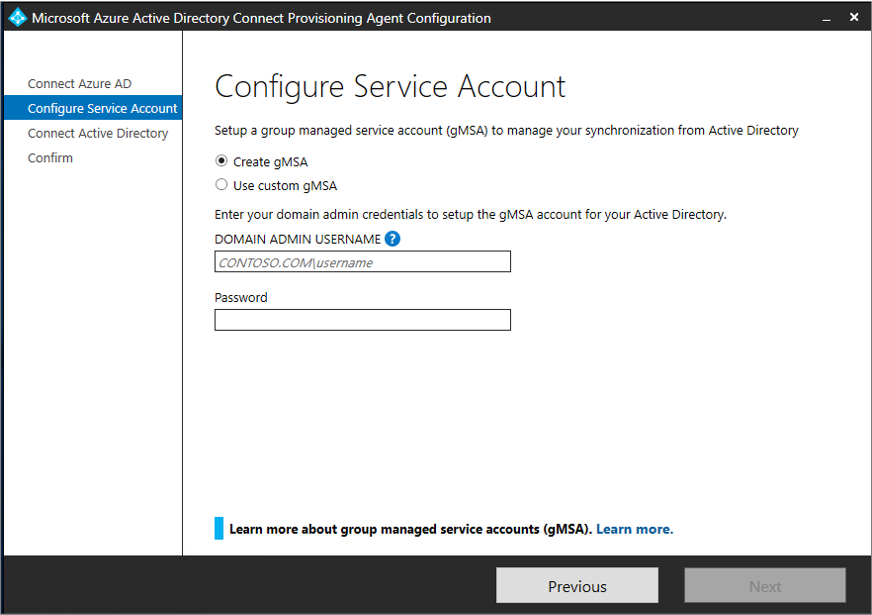 Microsoft Azure Active Directory Connect Provisioning Agent Configuration
Connect Azure AD
Configure Service Account
Connect Active Directory
Confirm
Configure Service Account
Setup a group managed service account (gMSA) to manage your synchronization from Active Directory
Create gMSA
Use custom gMSA
Enter your domain admin credentials to setup the gMSA account for your Active Directory.
DOMAIN ADMIN USERNAME ?
CONTOSO.COM\username
Password
Learn more about group managed service accounts (gMSA). Learn more.
Previous
Next